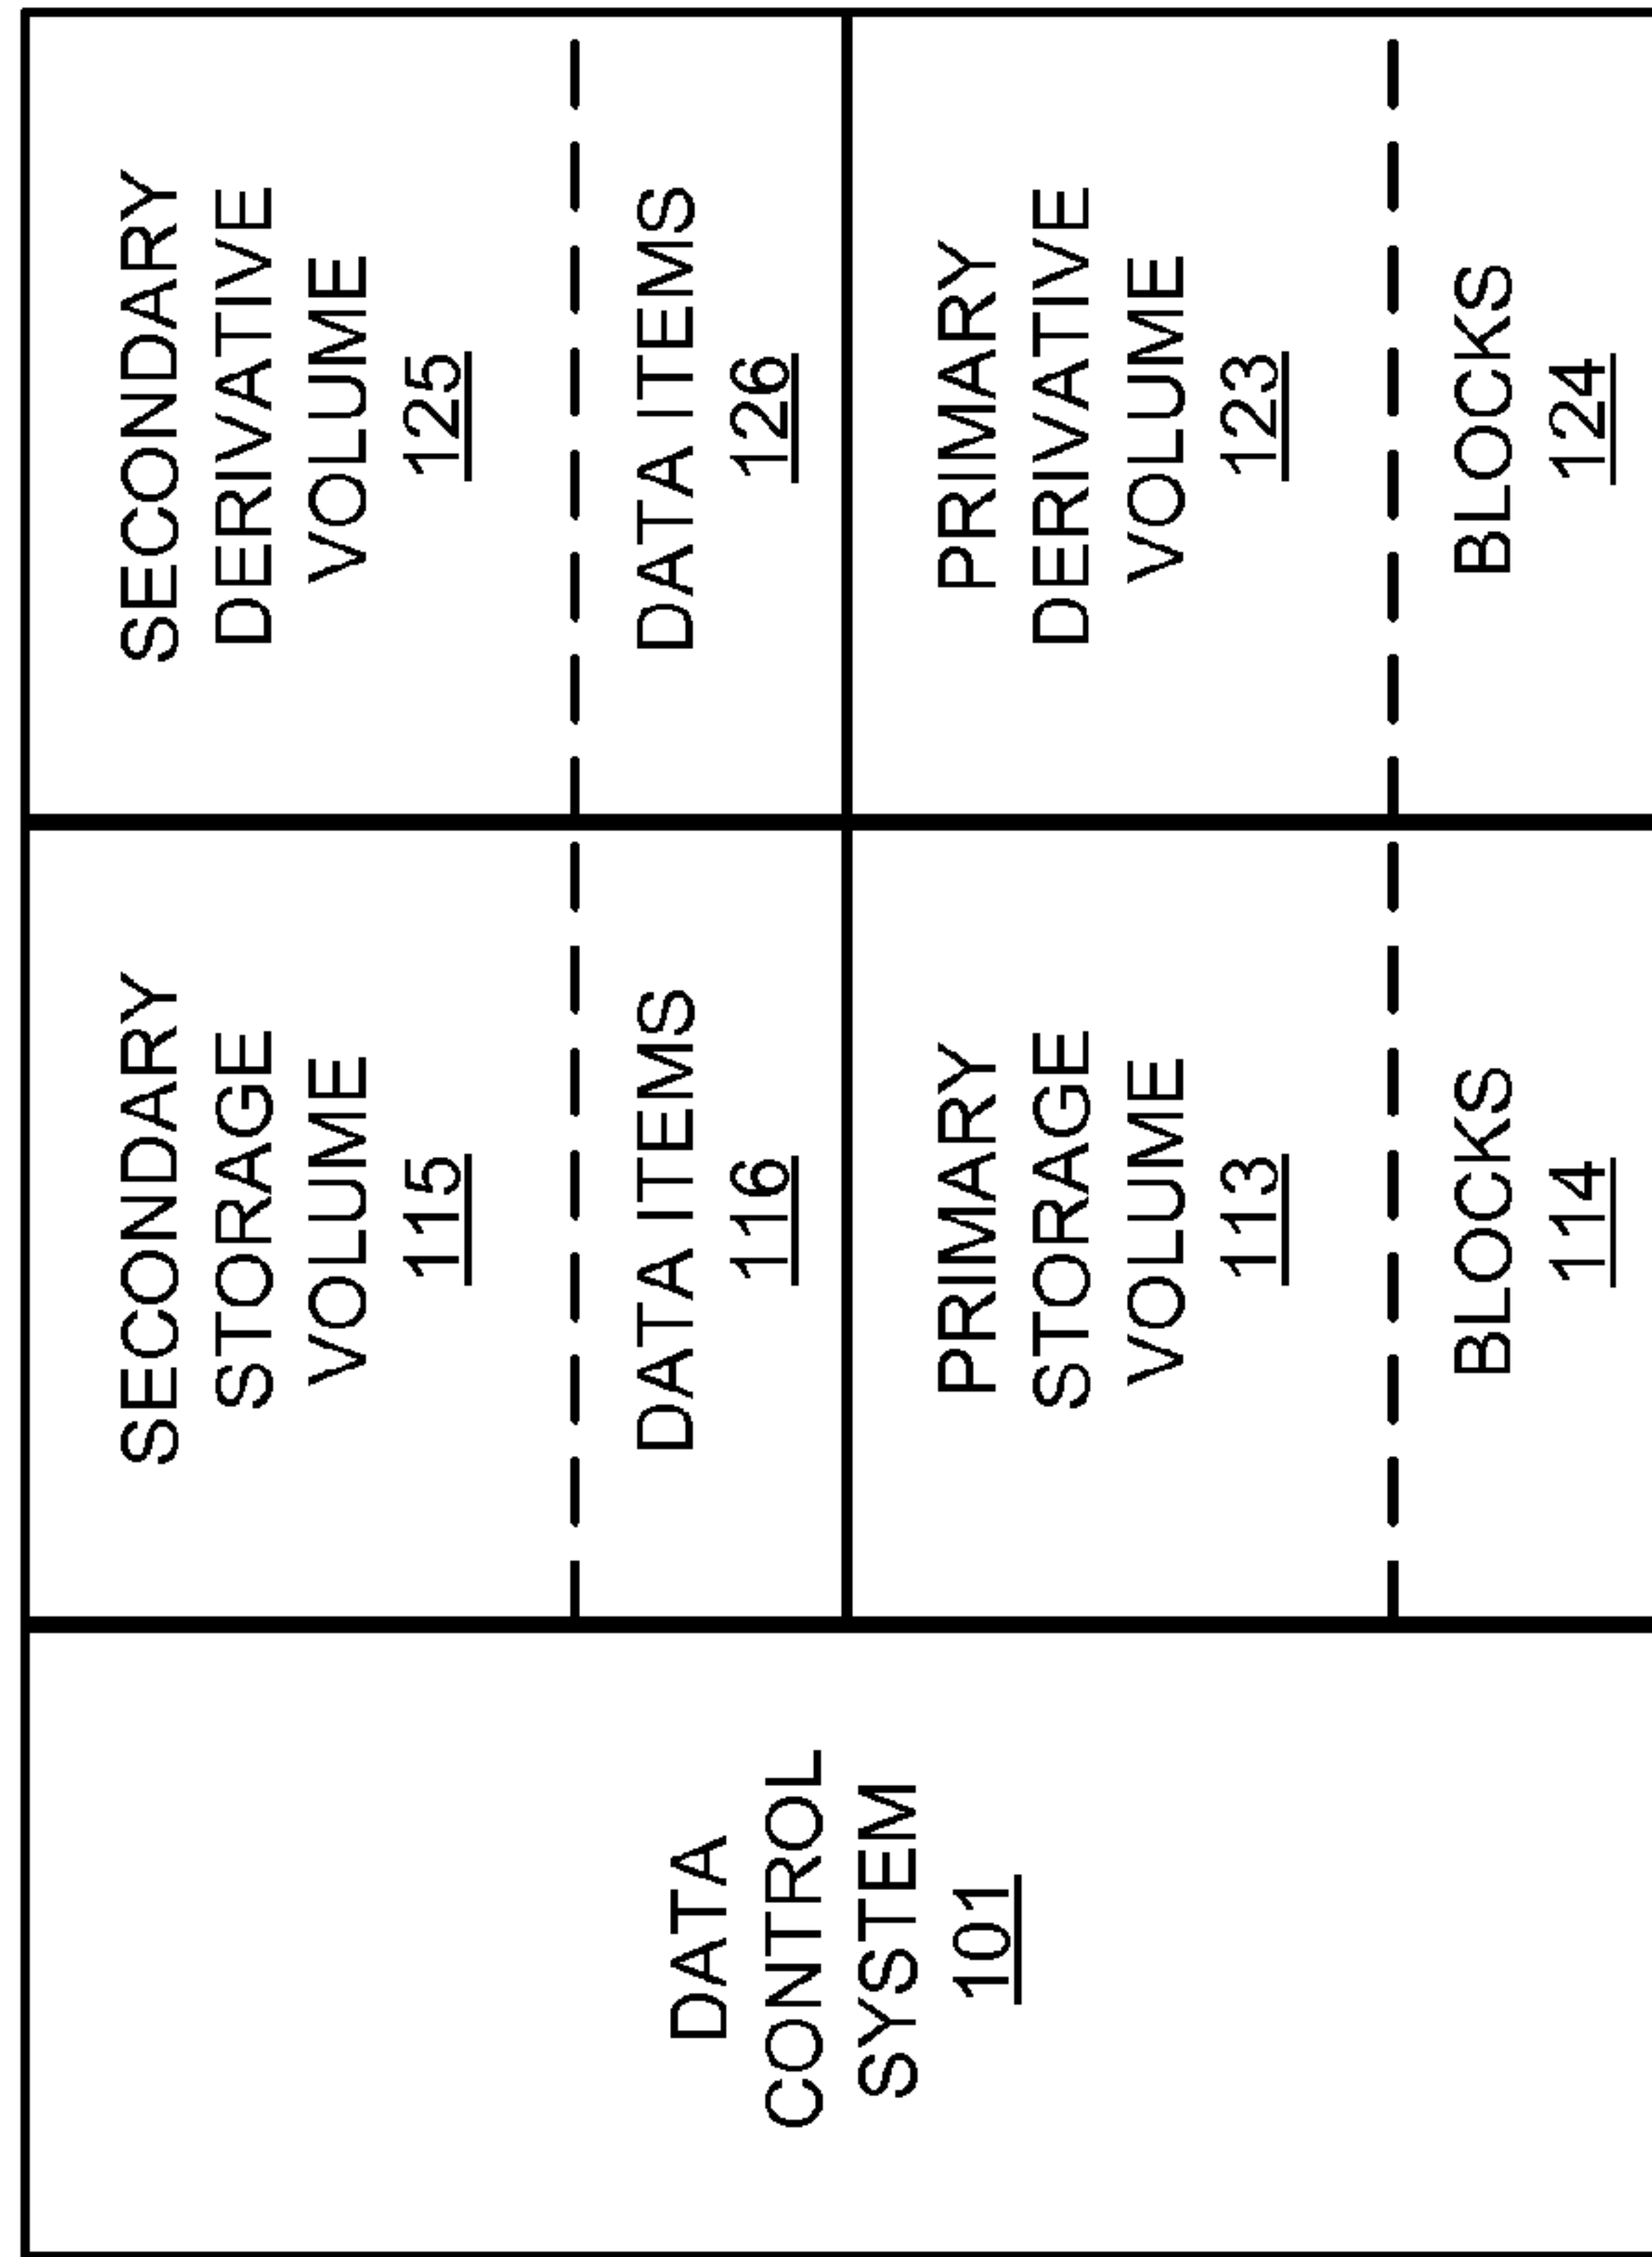 DATA
CONTROL
SYSTEM
101
SECONDARY
STORAGE
VOLUME
115
DATA ITEMS
116
PRIMARY
STORAGE
VOLUME
113
BLOCKS
114
SECONDARY
DERIVATIVE
VOLUME
125
DATA ITEMS
126
PRIMARY
DERIVATIVE
VOLUME
123
BLOCKS
124